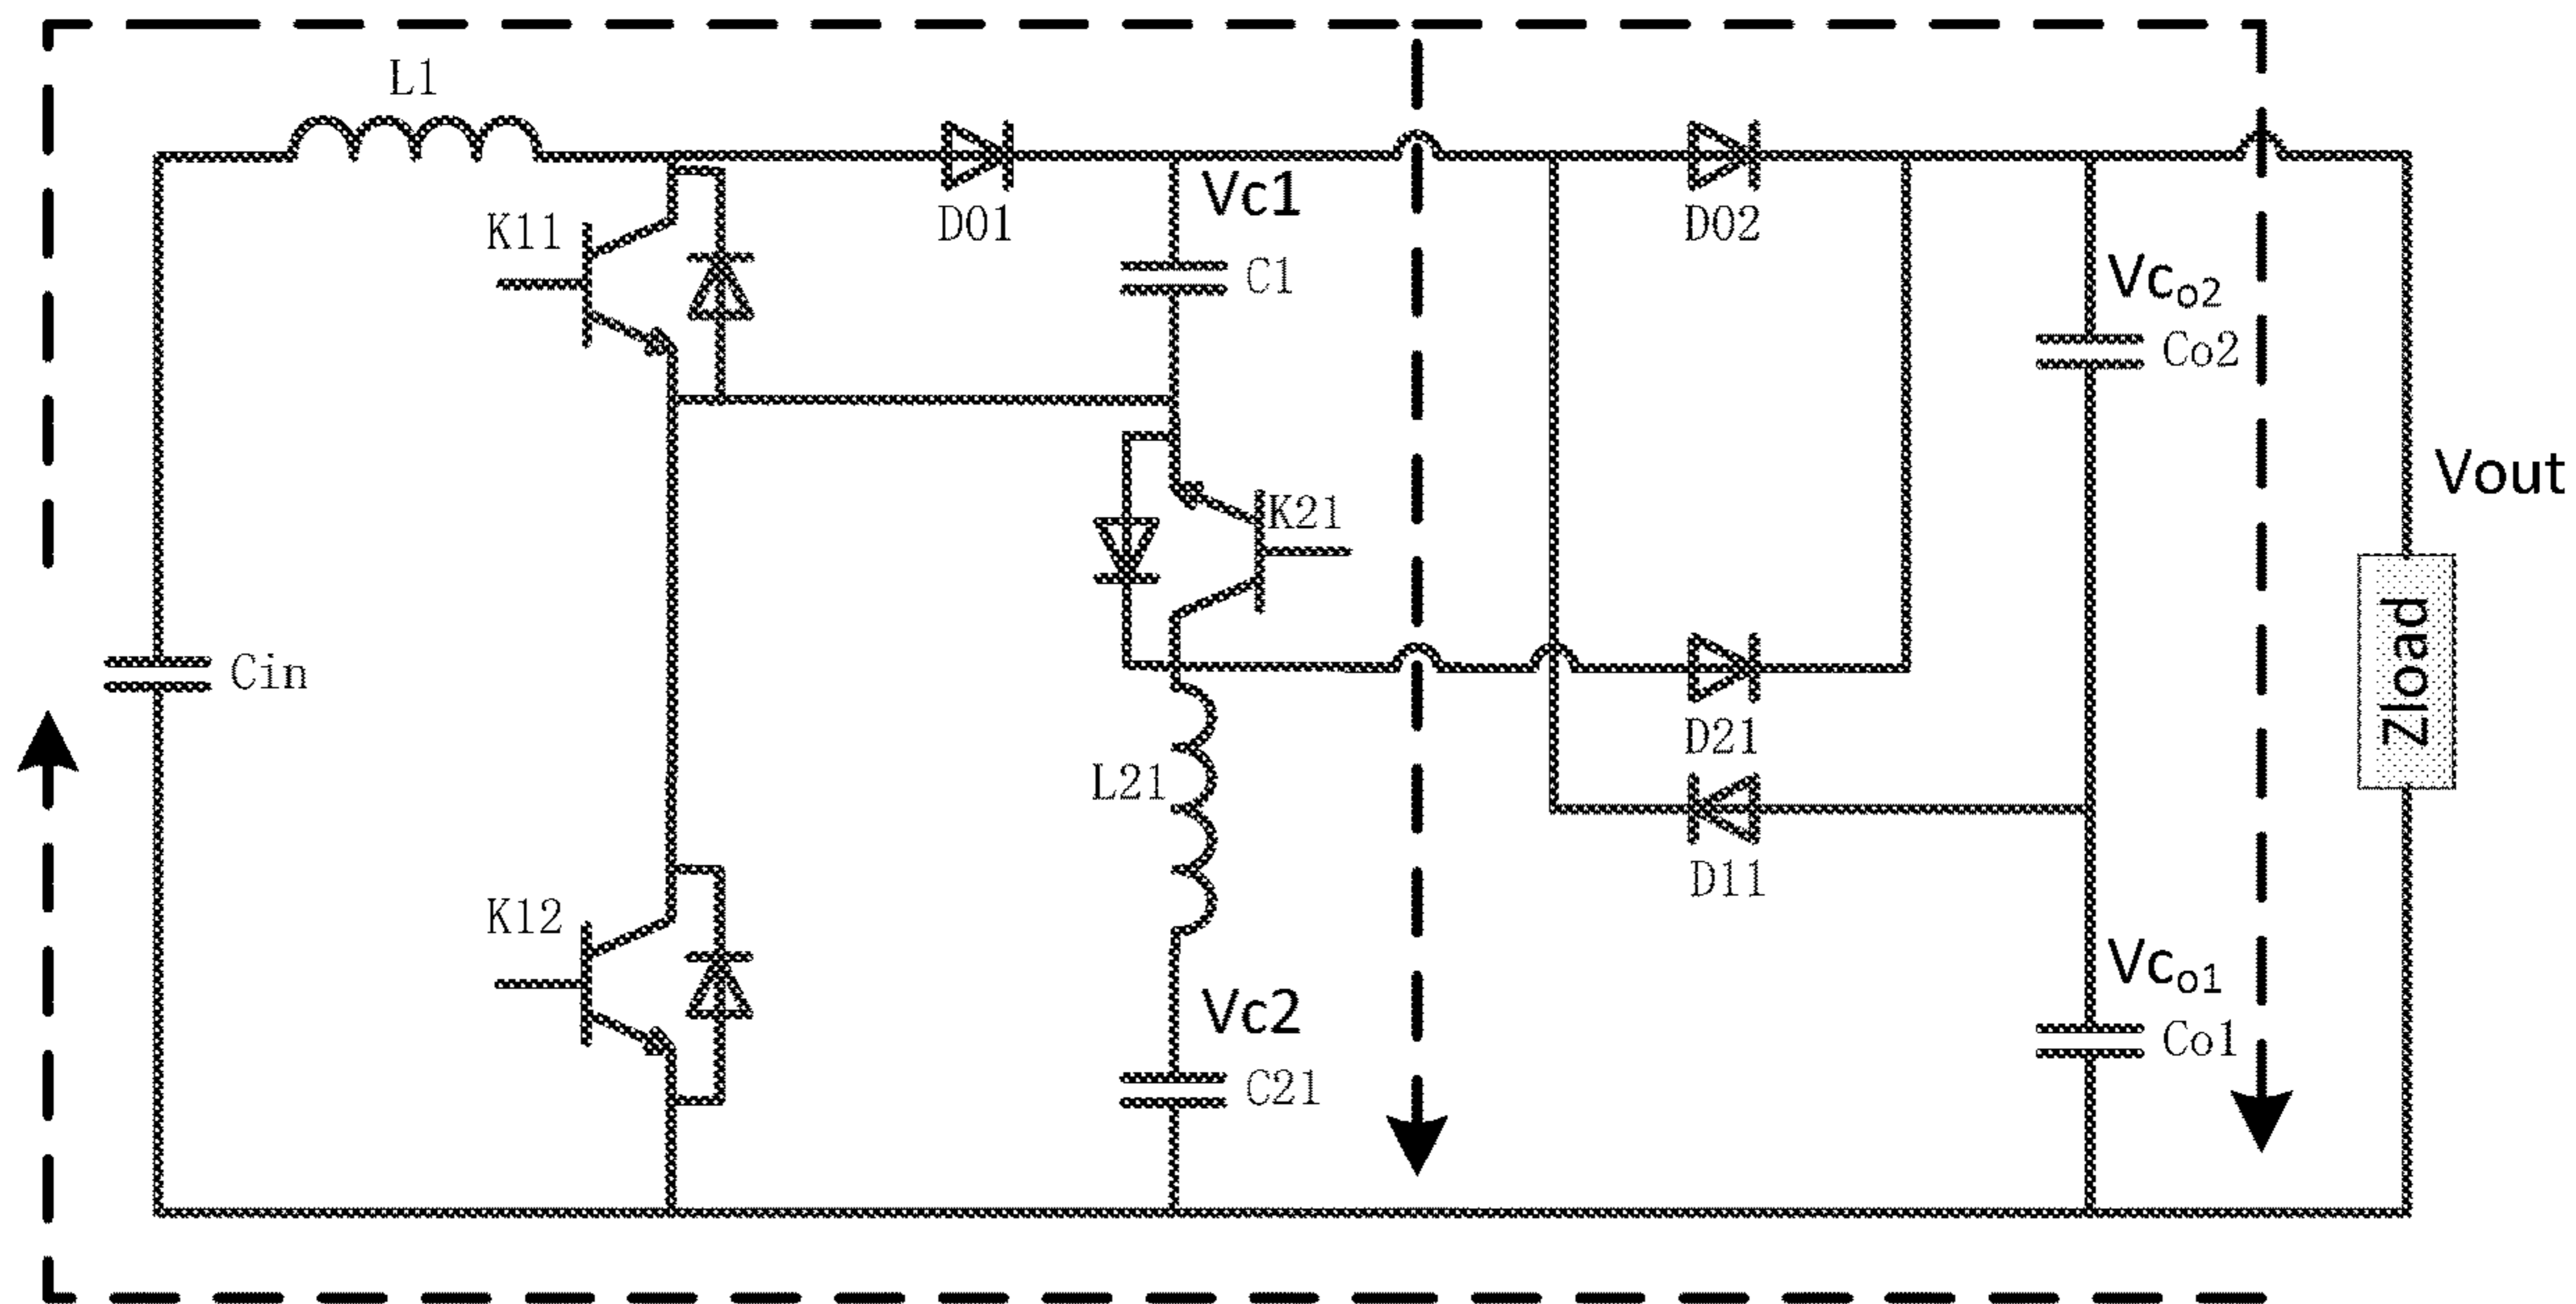 L1
K11
D01
Vc1
C1
D02
Vco2
Co2
K21
Vout
Cin
Zload
D21
L21
D11
K12
Vc2
C21
Vco1
Co1